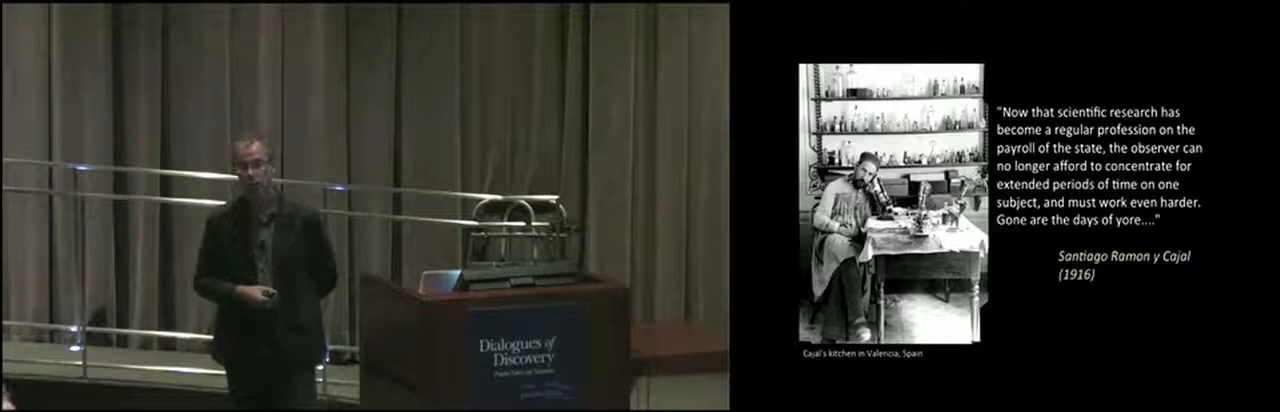 Dialogues of
Discovery
"Now that scientific research has
become a regular profession on the
payroll of the state, the observer can
no longer afford to concentrate for
extended periods of time on one
subject, and must work even harder.
Gone are the days of yore...."
Santiago Ramon y Cajal
(1916)
Cajal's kitchen in Valencia, Spain